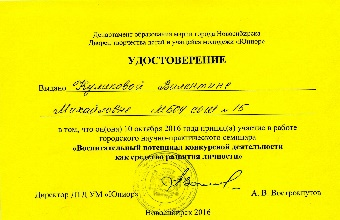 Департамент образования мэрии города Новосибирска
Дворец творчества детей и учащейся молодежи «Юниор»
УДОСТОВЕРЕНИЕ
Выдано Куликовой Валентине
Михайловне МБОУ СОШ № 15
в том, что он(она) 10 октября 2016 года принял(а) участие в работе
городского научно-практического семинара
«Воспитательный потенциал конкурсной деятельности
как средство развития личности»
Директор ДТД УМ «Юниор» А. В. Вострокнутов
Новосибирск 2016